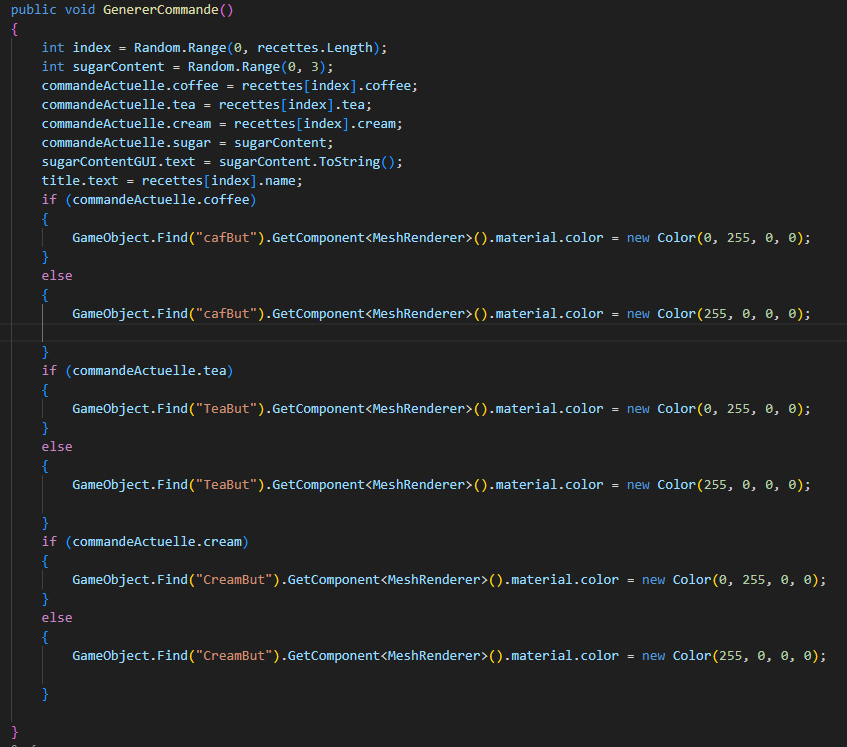 public void GenererCommande()
{
int index = Random.Range(0, recettes.Length);
int sugarContent = Random.Range(0, 3);
commandeActuelle.coffee = recettes[index].coffee;
commandeActuelle.tea = recettes[index].tea;
commandeActuelle.cream = recettes[index].cream;
commandeActuelle.sugar = sugarContent;
sugarContentGUI.text = sugarContent.ToString();
title.text = recettes[index].name;
if (commandeActuelle.coffee)
{
GameObject.Find("cafBut").GetComponent<MeshRenderer>().material.color = new Color(0, 255, 0, 0);
}
else
{
GameObject.Find("cafBut").GetComponent<MeshRenderer>().material.color = new Color(255, 0, 0, 0);
}
if (commandeActuelle.tea)
{
GameObject.Find("TeaBut").GetComponent<MeshRenderer>().material.color = new Color(0, 255, 0, 0);
}
else
{
GameObject.Find("TeaBut").GetComponent<MeshRenderer>().material.color = new Color(255, 0, 0, 0);
}
if (commandeActuelle.cream)
{
GameObject.Find("CreamBut").GetComponent<MeshRenderer>().material.color = new Color(0, 255, 0, 0);
}
else
{
GameObject.Find("CreamBut").GetComponent<MeshRenderer>().material.color = new Color(255, 0, 0, 0);
}
}